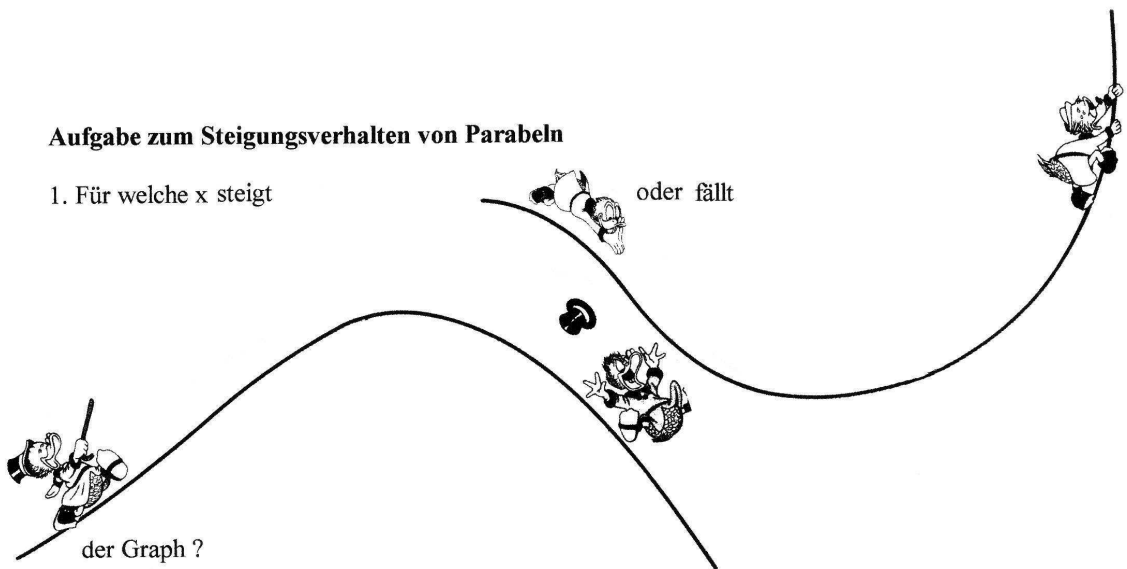 Aufgabe zum Steigungsverhalten von Parabeln
1. Für welche x steigt oder fällt
der Graph ?